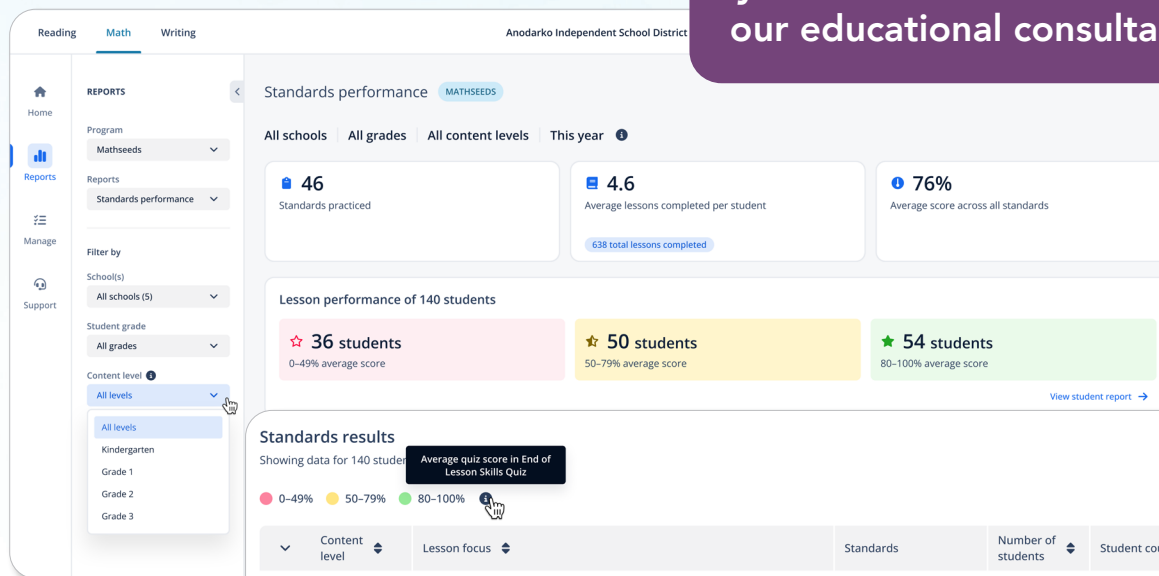 our educational consulta
Reading Math Writing
Anodarko Independent School District
Home
Reports
Manage
Support
REPORTS
Program
Mathseeds
Reports
Standards performance
Filter by
School(s)
All schools (5)
Student grade
All grades
Content level
All levels
All levels
Kindergarten
Grade 1
Grade 2
Grade 3
Standards performance MATHSEEDS
All schools All grades All content levels This year
46
Standards practiced
4.6
Average lessons completed per student
638 total lessons completed
76%
Average score across all standards
Lesson performance of 140 students
36 students
0–49% average score
50 students
50–79% average score
54 students
80–100% average score
View student report
Standards results
Showing data for 140 studen
Average quiz score in End of
Lesson Skills Quiz
0–49% 50–79% 80–100%
Content
level
Lesson focus
Standards
Number of
students
Student cou